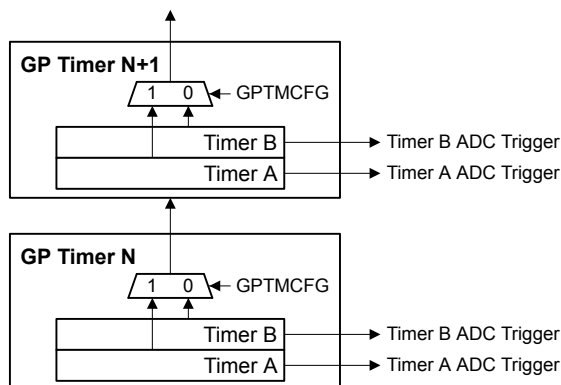 GP Timer N+1
1 0
GPTMCFG
Timer B
Timer B ADC Trigger
Timer A
Timer A ADC Trigger
GP Timer N
1 0
GPTMCFG
Timer B
Timer B ADC Trigger
Timer A
Timer A ADC Trigger